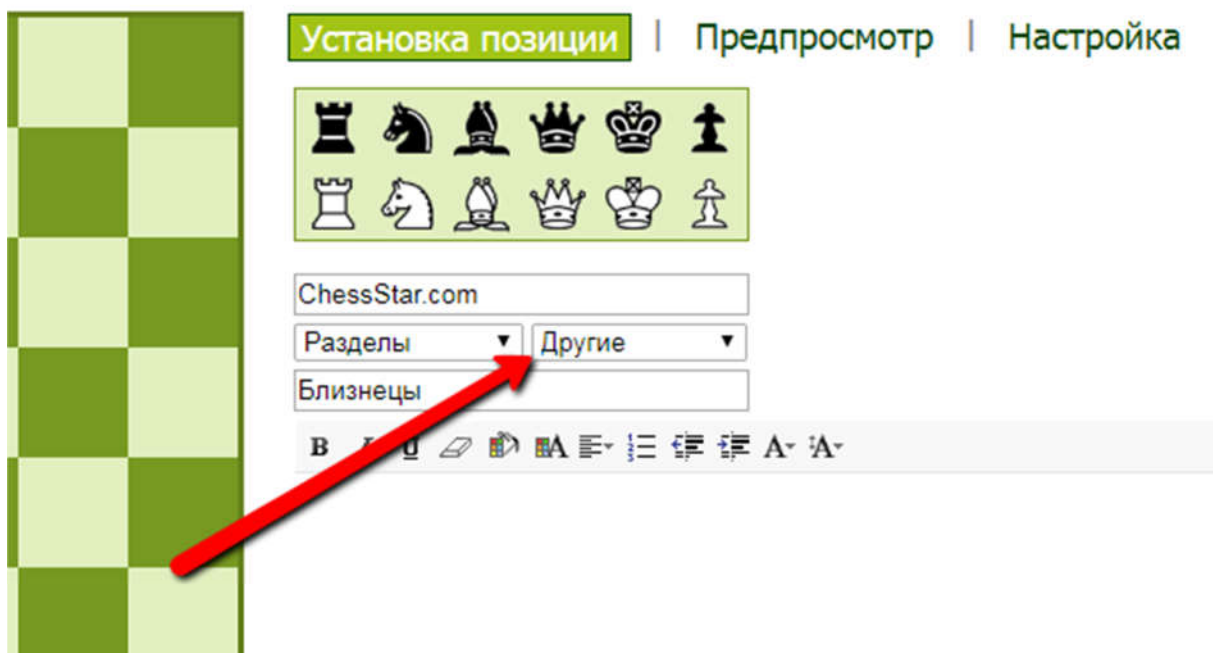 Установка позиции | Предпросмотр | Настройка
ChessStar.com
Разделы Другие
Близнецы
B I U A A A